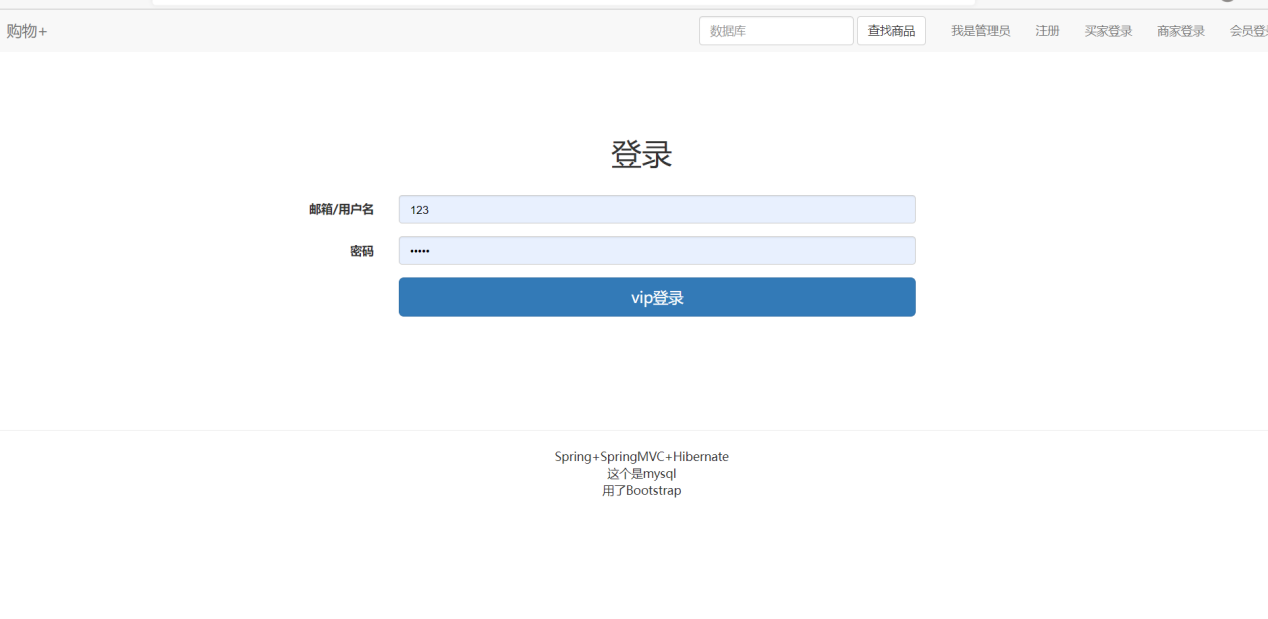 购物+ 数据库 查找商品 我是管理员 注册 买家登录 商家登录 会员登
登录
邮箱/用户名 123
密码 •••••
vip登录
Spring+SpringMVC+Hibernate
这个是mysql
用了Bootstrap